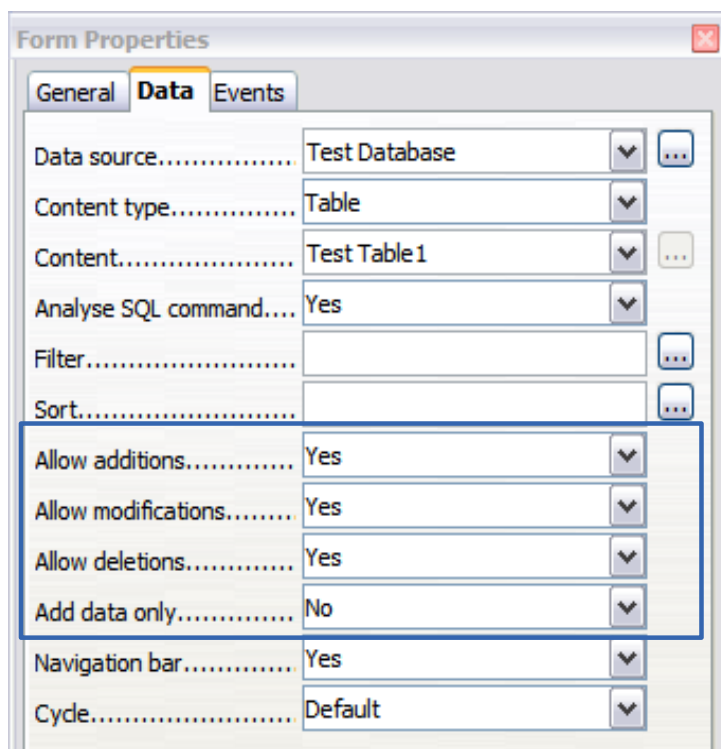 Form Properties
General Data Events
Data source................. Test Database ...
Content type............... Table
Content...................... Test Table1 ...
Analyse SQL command.... Yes
Filter......................... ...
Sort.......................... ...
Allow additions............. Yes
Allow modifications........ Yes
Allow deletions............. Yes
Add data only.............. No
Navigation bar.............. Yes
Cycle......................... Default